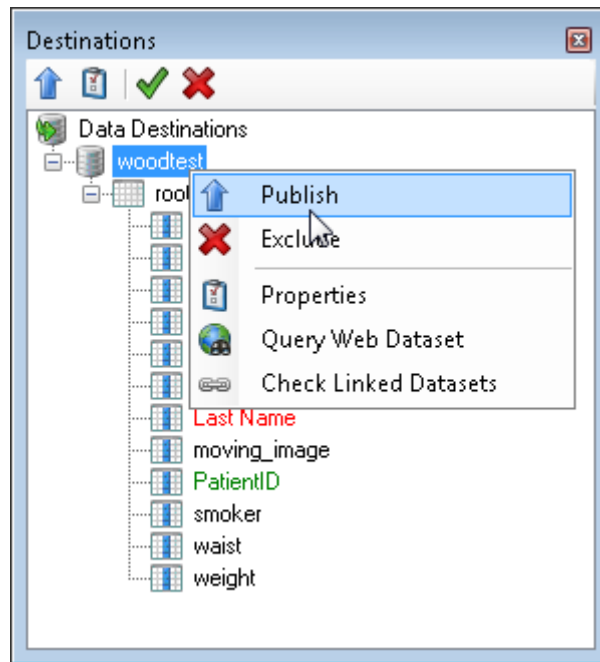 Destinations
Data Destinations
woodtest
Publish
Exclude
Properties
Query Web Dataset
Check Linked Datasets
Last Name
moving_image
PatientID
smoker
waist
weight